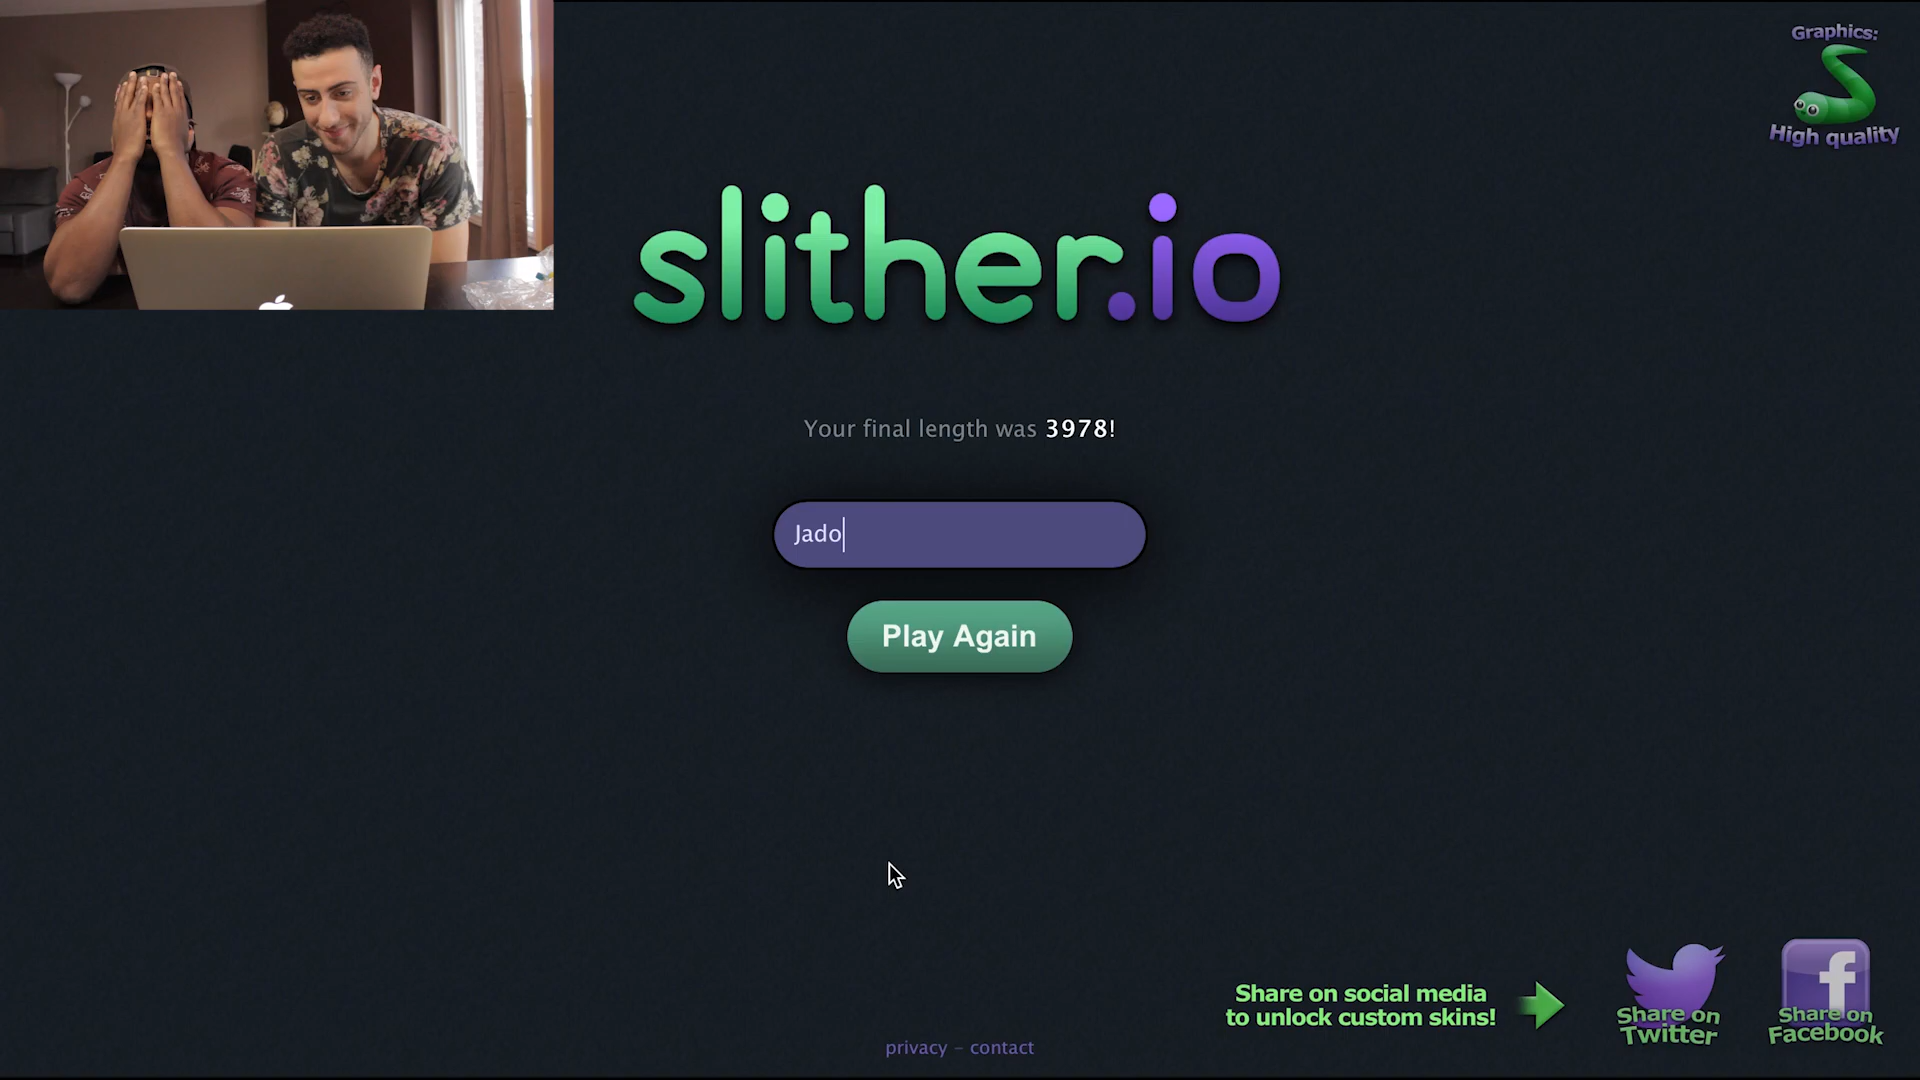 Graphics:
High quality
slither.io
Your final length was 3978!
Jado
Play Again
Share on social media
to unlock custom skins!
Share on
Twitter
Share on
Facebook
privacy - contact